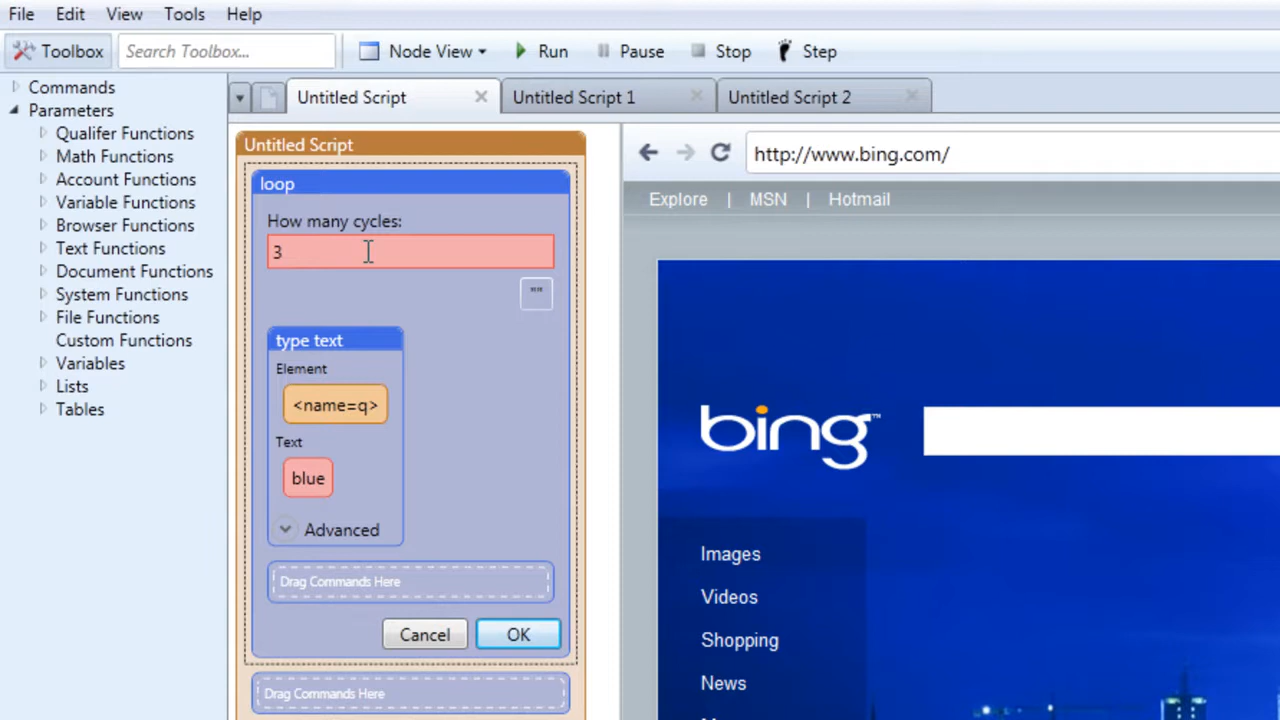 File Edit View Tools Help
Toolbox Search Toolbox... Node View Run Pause Stop Step
Commands
Parameters
Qualifer Functions
Math Functions
Account Functions
Variable Functions
Browser Functions
Text Functions
Document Functions
System Functions
File Functions
Custom Functions
Variables
Lists
Tables
Untitled Script Untitled Script 1 Untitled Script 2
Untitled Script
loop
How many cycles:
3
""
type text
Element
<name=q>
Text
blue
Advanced
Drag Commands Here
Cancel OK
Drag Commands Here
http://www.bing.com/
Explore | MSN | Hotmail
bing™
Images
Videos
Shopping
News